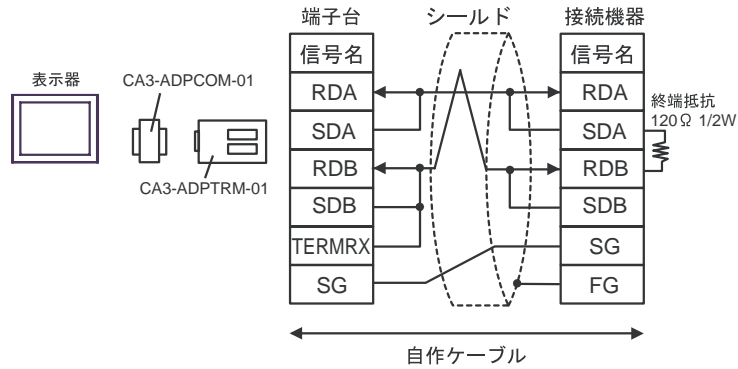 端子台
シールド
接続機器
信号名
信号名
表示器
CA3-ADPCOM-01
CA3-ADPTRM-01
RDA
RDA
SDA
SDA
RDB
RDB
SDB
SDB
TERMRX
SG
SG
FG
終端抵抗
120Ω 1/2W
自作ケーブル